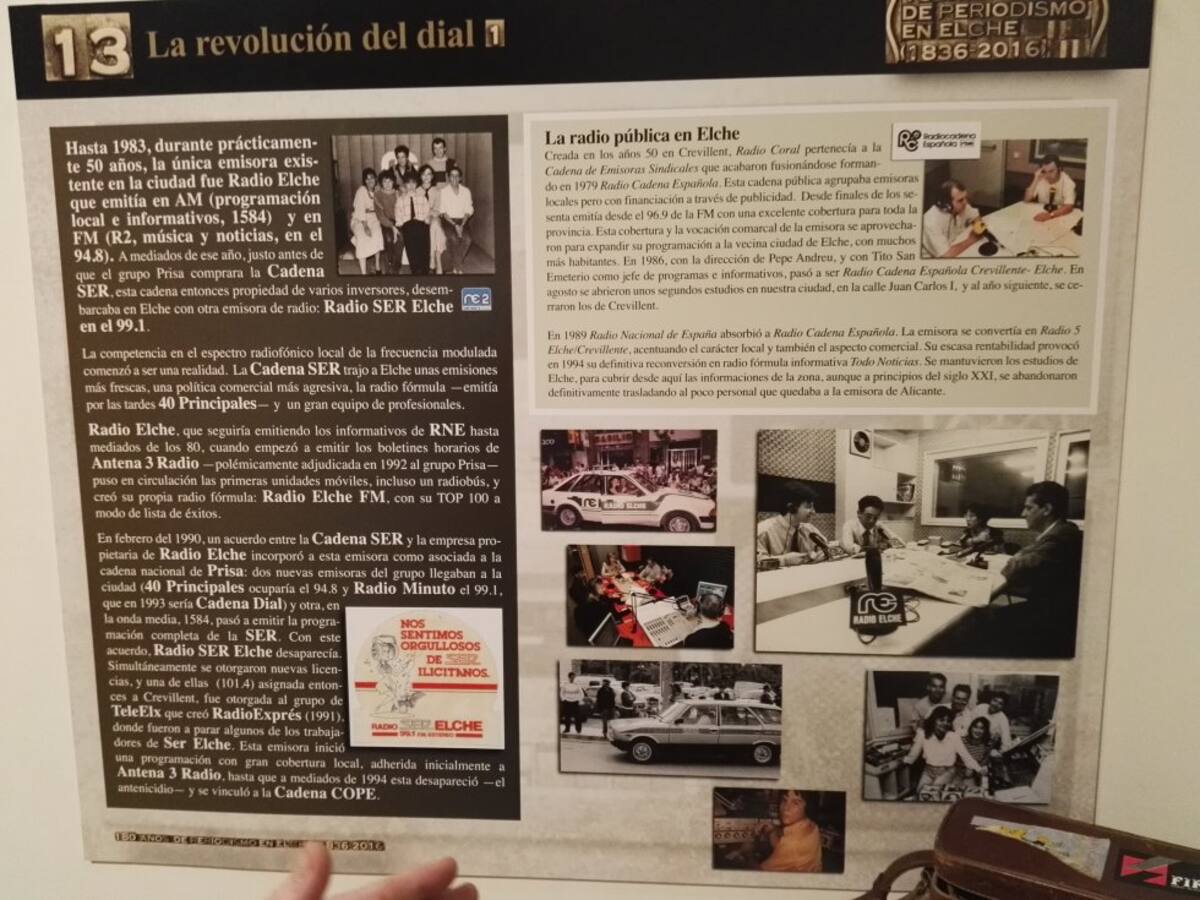 13
La revolución del dial 1
DE PERIODISMO
EN ELCHE
(1836-2016)
Hasta 1983, durante prácticamen-
te 50 años, la única emisora exis-
tente en la ciudad fue Radio Elche
que emitía en AM (programación
local e informativos, 1584) y en
FM (R2, música y noticias, en el
94.8). A mediados de ese año, justo antes de
que el grupo Prisa comprara la Cadena
SER, esta cadena entonces propiedad de varios inversores, desem-
barcaba en Elche con otra emisora de radio: Radio SER Elche
en el 99.1.
La competencia en el espectro radiofónico local de la frecuencia modulada
comenzó a ser una realidad. La Cadena SER trajo a Elche unas emisiones
más frescas, una política comercial más agresiva, la radio fórmula —emitía
por las tardes 40 Principales— y un gran equipo de profesionales.
Radio Elche, que seguiría emitiendo los informativos de RNE hasta
mediados de los 80, cuando empezó a emitir los boletines horarios de
Antena 3 Radio —polémicamente adjudicada en 1992 al grupo Prisa—
puso en circulación las primeras unidades móviles, incluso un radiobús, y
creó su propia radio fórmula: Radio Elche FM, con su TOP 100 a
modo de lista de éxitos.
En febrero del 1990, un acuerdo entre la Cadena SER y la empresa pro-
pietaria de Radio Elche incorporó a esta emisora como asociada a la
cadena nacional de Prisa: dos nuevas emisoras del grupo llegaban a la
ciudad (40 Principales ocuparía el 94.8 y Radio Minuto el 99.1,
que en 1993 sería Cadena Dial) y otra, en
la onda media, 1584, pasó a emitir la progra-
mación completa de la SER. Con este
acuerdo, Radio SER Elche desaparecía.
Simultáneamente se otorgaron nuevas licen-
cias, y una de ellas (101.4) asignada enton-
ces a Crevillent, fue otorgada al grupo de
TeleElx que creó RadioExprés (1991),
donde fueron a parar algunos de los trabaja-
dores de Ser Elche. Esta emisora inició
una programación con gran cobertura local, adherida inicialmente a
Antena 3 Radio, hasta que a mediados de 1994 esta desapareció —el
antenicidio— y se vinculó a la Cadena COPE.
NOS
SENTIMOS
ORGULLOSOS
DE SER
ILICITANOS.
RADIO SER ELCHE
La radio pública en Elche
Creada en los años 50 en Crevillent, Radio Coral pertenecía a la
Cadena de Emisoras Sindicales que acabaron fusionándose forman-
do en 1979 Radio Cadena Española. Esta cadena pública agrupaba emisoras
locales pero con financiación a través de publicidad. Desde finales de los se-
senta emitía desde el 96.9 de la FM con una excelente cobertura para toda la
provincia. Esta cobertura y la vocación comarcal de la emisora se aprovecha-
ron para expandir su programación a la vecina ciudad de Elche, con muchos
más habitantes. En 1986, con la dirección de Pepe Andreu, y con Tito San
Emeterio como jefe de programas e informativos, pasó a ser Radio Cadena Española Crevillente- Elche. En
agosto se abrieron unos segundos estudios en nuestra ciudad, en la calle Juan Carlos I, y al año siguiente, se ce-
rraron los de Crevillent.
En 1989 Radio Nacional de España absorbió a Radio Cadena Española. La emisora se convertía en Radio 5
Elche/Crevillente, acentuando el carácter local y también el aspecto comercial. Su escasa rentabilidad provocó
en 1994 su definitiva reconversión en radio fórmula informativa Todo Noticias. Se mantuvieron los estudios de
Elche, para cubrir desde aquí las informaciones de la zona, aunque a principios del siglo XXI, se abandonaron
definitivamente trasladando al poco personal que quedaba a la emisora de Alicante.
Radiocadena
Española
RADIO ELCHE
RADIO ELCHE
180 AÑOS DE PERIODISMO EN ELCHE 1836-2016